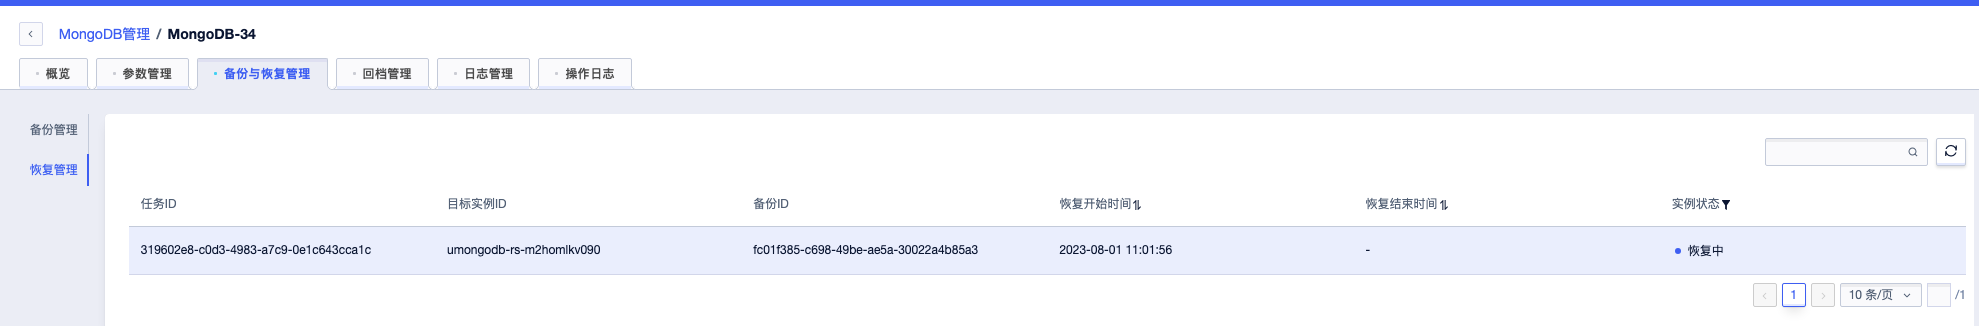 MongoDB管理 / MongoDB-34
概览 参数管理 备份与恢复管理 回档管理 日志管理 操作日志
备份管理
恢复管理
任务ID 目标实例ID 备份ID 恢复开始时间 恢复结束时间 实例状态
319602e8-c0d3-4983-a7c9-0e1c643cca1c umongodb-rs-m2homlkv090 fc01f385-c698-49be-ae5a-30022a4b85a3 2023-08-01 11:01:56 - 恢复中
1 10 条/页 /1